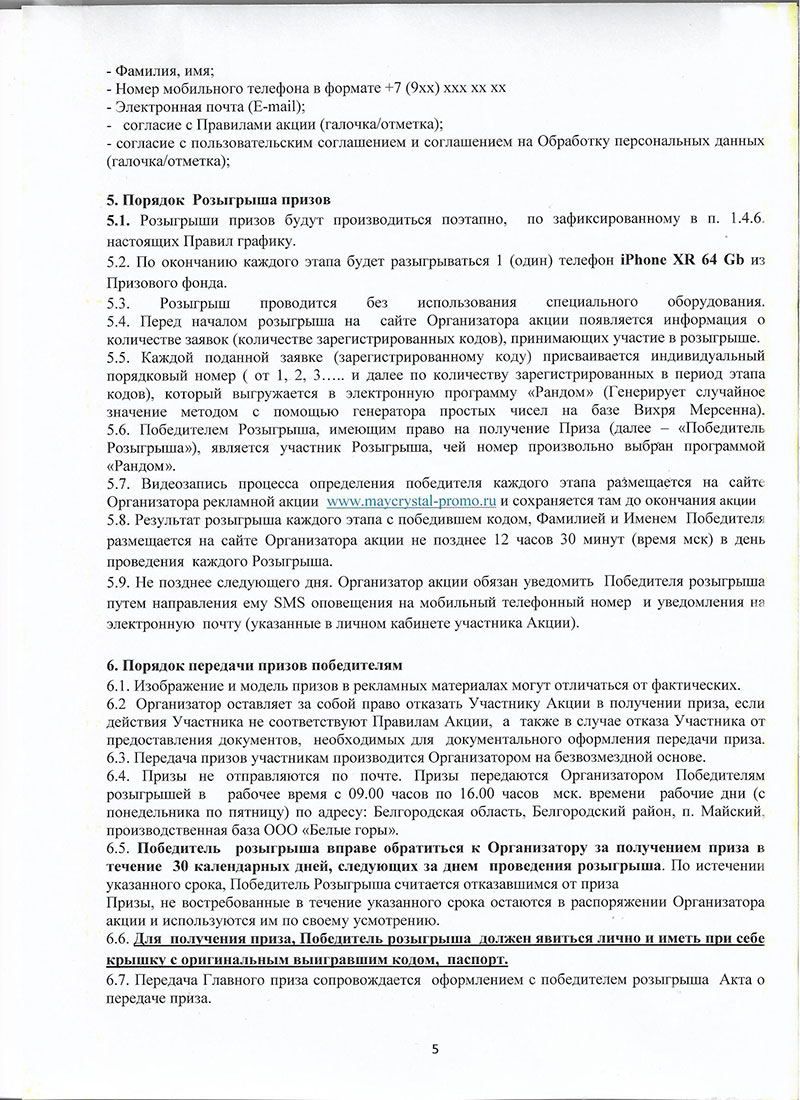 - Фамилия, имя;
- Номер мобильного телефона в формате +7 (9хх) ххх хх хх
- Электронная почта (E-mail);
- согласие с Правилами акции (галочка/отметка);
- согласие с пользовательским соглашением и соглашением на Обработку персональных данных
(галочка/отметка);
5. Порядок Розыгрыша призов
5.1. Розыгрыши призов будут производиться поэтапно, по зафиксированному в п. 1.4.6.
настоящих Правил графику.
5.2. По окончанию каждого этапа будет разыгрываться 1 (один) телефон iPhone XR 64 Gb из
Призового фонда.
5.3. Розыгрыш проводится без использования специального оборудования.
5.4. Перед началом розыгрыша на сайте Организатора акции появляется информация о
количестве заявок (количестве зарегистрированных кодов), принимающих участие в розыгрыше.
5.5. Каждой поданной заявке (зарегистрированному коду) присваивается индивидуальный
порядковый номер ( от 1, 2, 3….. и далее по количеству зарегистрированных в период этапа
кодов), который выгружается в электронную программу «Рандом» (Генерирует случайное
значение методом с помощью генератора простых чисел на базе Вихря Мерсенна).
5.6. Победителем Розыгрыша, имеющим право на получение Приза (далее – «Победитель
Розыгрыша»), является участник Розыгрыша, чей номер произвольно выбран программой
«Рандом».
5.7. Видеозапись процесса определения победителя каждого этапа размещается на сайте
Организатора рекламной акции www.maycrystal-promo.ru и сохраняется там до окончания акции
5.8. Результат розыгрыша каждого этапа с победившем кодом, Фамилией и Именем Победителя
размещается на сайте Организатора акции не позднее 12 часов 30 минут (время мск) в день
проведения каждого Розыгрыша.
5.9. Не позднее следующего дня. Организатор акции обязан уведомить Победителя розыгрыша
путем направления ему SMS оповещения на мобильный телефонный номер и уведомления на
электронную почту (указанные в личном кабинете участника Акции).
6. Порядок передачи призов победителям
6.1. Изображение и модель призов в рекламных материалах могут отличаться от фактических.
6.2 Организатор оставляет за собой право отказать Участнику Акции в получении приза, если
действия Участника не соответствуют Правилам Акции, а также в случае отказа Участника от
предоставления документов, необходимых для документального оформления передачи приза.
6.3. Передача призов участникам производится Организатором на безвозмездной основе.
6.4. Призы не отправляются по почте. Призы передаются Организатором Победителям
розыгрышей в рабочее время с 09.00 часов по 16.00 часов мск. времени рабочие дни (с
понедельника по пятницу) по адресу: Белгородская область, Белгородский район, п. Майский,
производственная база ООО «Белые горы».
6.5. Победитель розыгрыша вправе обратиться к Организатору за получением приза в
течение 30 календарных дней, следующих за днем проведения розыгрыша. По истечении
указанного срока, Победитель Розыгрыша считается отказавшимся от приза
Призы, не востребованные в течение указанного срока остаются в распоряжении Организатора
акции и используются им по своему усмотрению.
6.6. Для получения приза, Победитель розыгрыша должен явиться лично и иметь при себе
крышку с оригинальным выигравшим кодом, паспорт.
6.7. Передача Главного приза сопровождается оформлением с победителем розыгрыша Акта о
передаче приза.
5